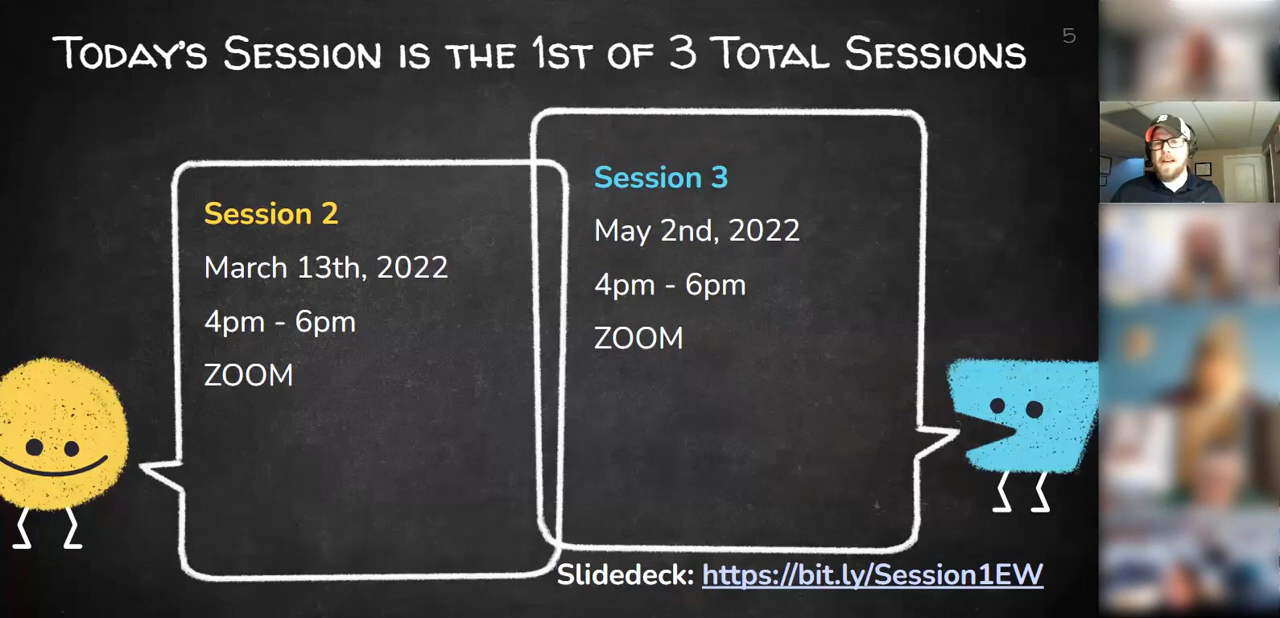 Today's Session is the 1st of 3 Total Sessions
5
Session 2
March 13th, 2022
4pm - 6pm
ZOOM
Session 3
May 2nd, 2022
4pm - 6pm
ZOOM
Slidedeck: https://bit.ly/Session1EW